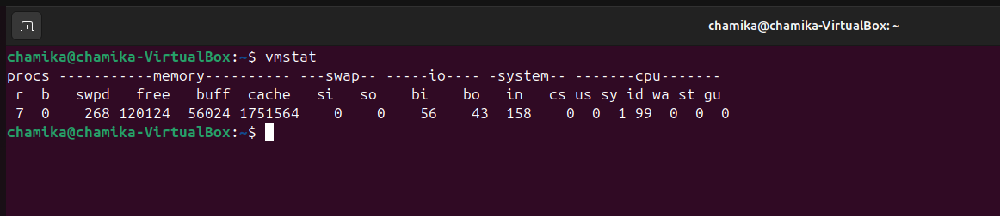 chamika@chamika-VirtualBox: ~
chamika@chamika-VirtualBox:~$ vmstat
procs -----------memory---------- ---swap-- -----io---- -system-- -------cpu-------
 r  b   swpd   free   buff  cache   si   so    bi    bo   in   cs us sy id wa st gu
 7  0    268 120124  56024 1751564    0    0    56    43  158    0  0  1 99  0  0  0
chamika@chamika-VirtualBox:~$